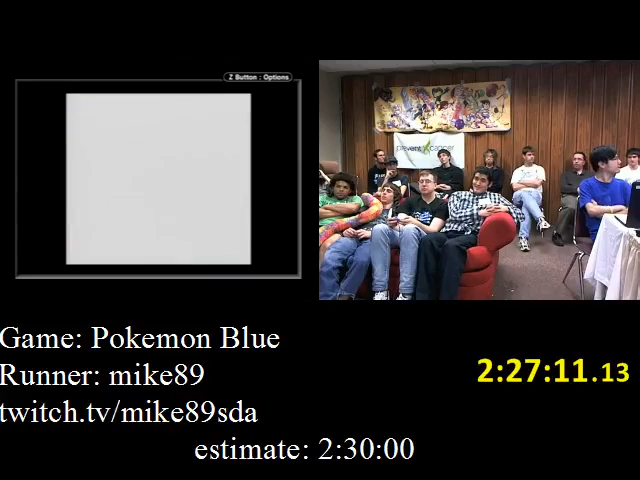 Z Button : Options
prevent cancer
Game: Pokemon Blue
Runner: mike89
2:27:11.13
twitch.tv/mike89sda
estimate: 2:30:00